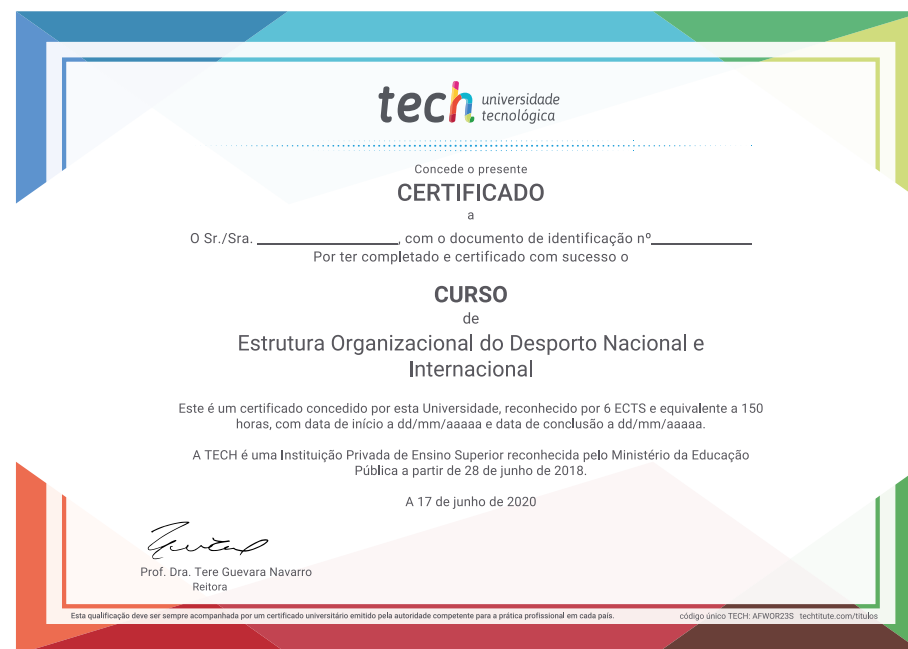 tech universidade
tecnológica
Concede o presente
CERTIFICADO
a
O Sr./Sra. ____________________, com o documento de identificação nº______________
Por ter completado e certificado com sucesso o
CURSO
de
Estrutura Organizacional do Desporto Nacional e
Internacional
Este é um certificado concedido por esta Universidade, reconhecido por 6 ECTS e equivalente a 150
horas, com data de início a dd/mm/aaaaa e data de conclusão a dd/mm/aaaaa.
A TECH é uma Instituição Privada de Ensino Superior reconhecida pelo Ministério da Educação
Pública a partir de 28 de junho de 2018.
A 17 de junho de 2020
Prof. Dra. Tere Guevara Navarro
Reitora
Esta qualificação deve ser sempre acompanhada por um certificado universitário emitido pela autoridade competente para a prática profissional em cada país. código único TECH: AFWOR23S techtitute.com/titulos